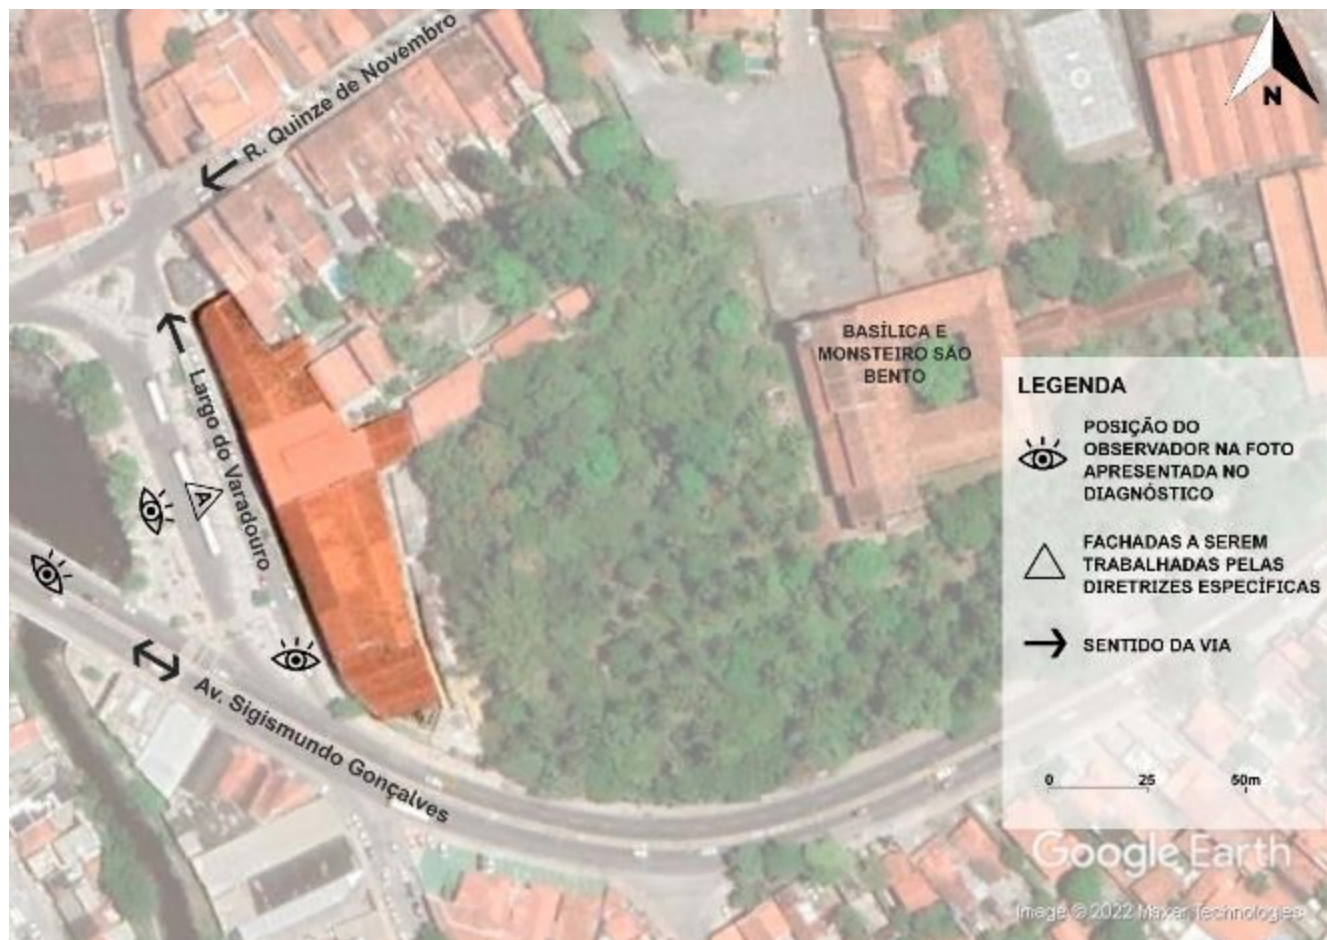 R. Quinze de Novembro
N
BASÍLICA E
MONSTEIRO SÃO
BENTO
Largo do Varadouro
A
Av. Sigismundo Gonçalves
LEGENDA
POSIÇÃO DO
OBSERVADOR NA FOTO
APRESENTADA NO
DIAGNÓSTICO
FACHADAS A SEREM
TRABALHADAS PELAS
DIRETRIZES ESPECÍFICAS
SENTIDO DA VIA
0 25 50m
Google Earth
Image © 2022 Maxar Technologies